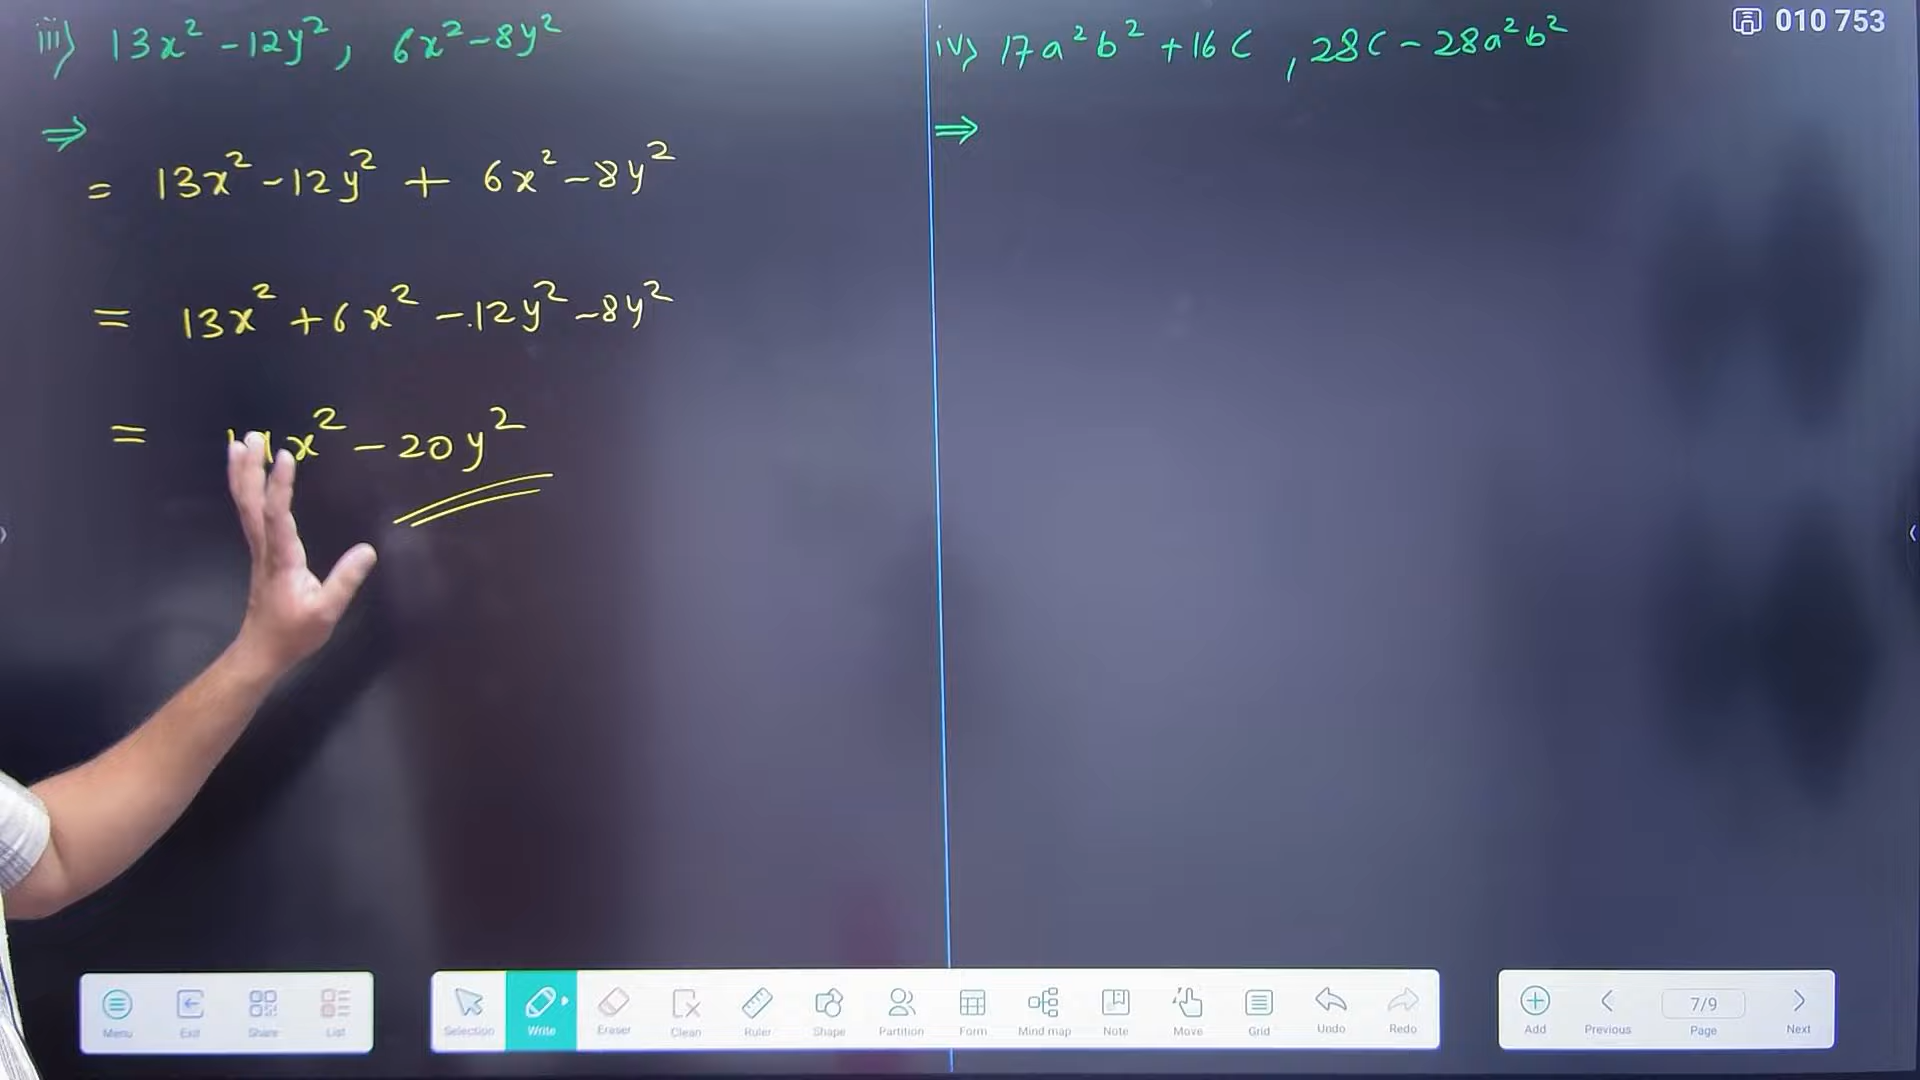 iii) 13x² - 12y², 6x² - 8y²
⇒
= 13x² - 12y² + 6x² - 8y²
= 13x² + 6x² - 12y² - 8y²
= x² - 20y²
iv) 17a²b² + 16c, 28c - 28a²b²
⇒
010 753
Menu Exit Share List
Selection Write Eraser Clean Ruler Shape Partition Form Mind map Note Move Grid Undo Redo
Add Previous 7/9 Page Next